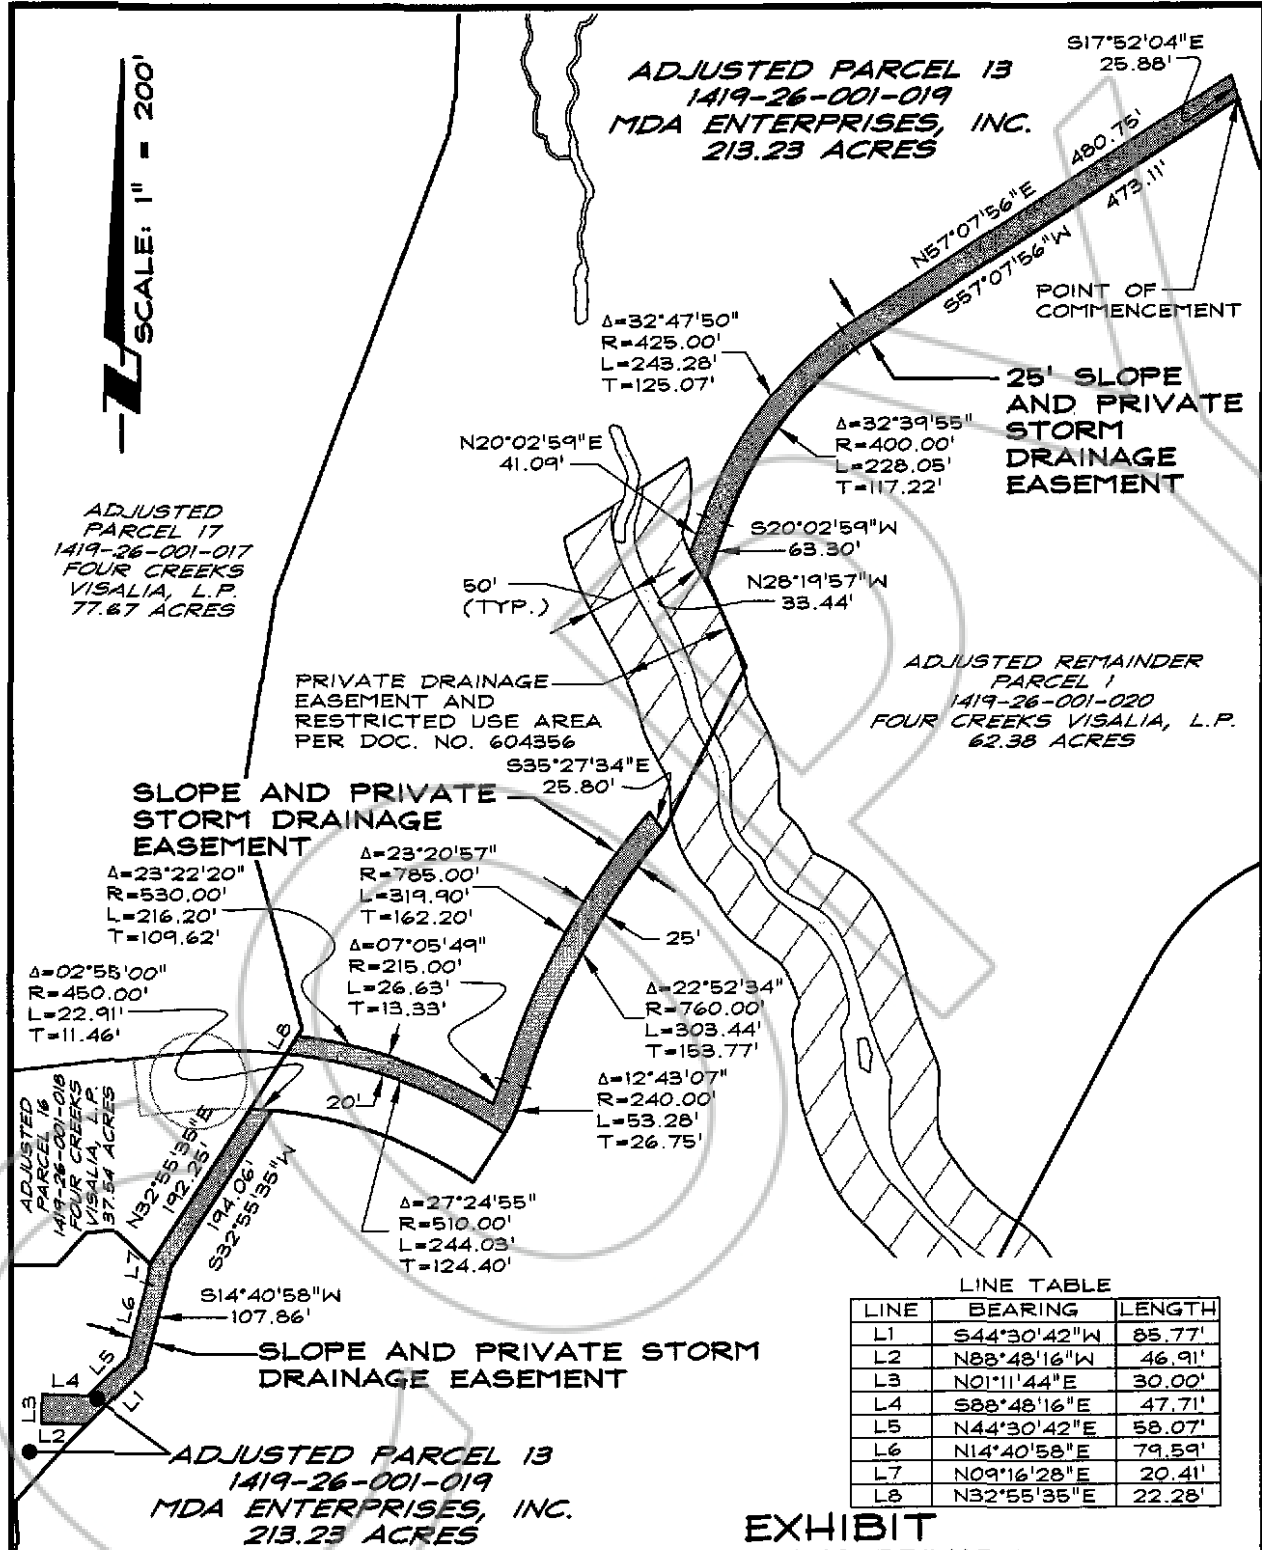 S17°52'04"E
25.88'
ADJUSTED PARCEL 13
1419-26-001-019
MDA ENTERPRISES, INC.
213.23 ACRES
SCALE: 1" = 200'
480.75'
473.11'
N57°07'56"E
S57°07'56"W
POINT OF
COMMENCEMENT
Δ=32°47'50"
R=425.00'
L=243.28'
T=125.07'
25' SLOPE
AND PRIVATE
STORM
DRAINAGE
EASEMENT
Δ=32°39'55"
R=400.00'
L=228.05'
T=117.22'
N20°02'59"E
41.09'
ADJUSTED
PARCEL 17
1419-26-001-017
FOUR CREEKS
VISALIA, L.P.
77.67 ACRES
S20°02'59"W
63.30'
50'
(TYP.)
N28°19'57"W
33.44'
ADJUSTED REMAINDER
PARCEL 1
1419-26-001-020
FOUR CREEKS VISALIA, L.P.
62.38 ACRES
PRIVATE DRAINAGE
EASEMENT AND
RESTRICTED USE AREA
PER DOC. NO. 604356
S35°27'34"E
25.80'
SLOPE AND PRIVATE
STORM DRAINAGE
EASEMENT
Δ=23°20'57"
R=785.00'
L=319.90'
T=162.20'
Δ=23°22'20"
R=530.00'
L=216.20'
T=109.62'
Δ=07°05'49"
R=215.00'
L=26.63'
T=13.33'
25'
Δ=02°55'00"
R=450.00'
L=22.91'
T=11.46'
Δ=22°52'34"
R=760.00'
L=303.44'
T=153.77'
L8
20'
Δ=12°43'07"
R=240.00'
L=53.28'
T=26.75'
ADJUSTED
PARCEL 16
1419-26-001-018
FOUR CREEKS
VISALIA, L.P.
37.54 ACRES
N32°55'35"E
192.25'
194.06'
S32°55'35"W
Δ=27°24'55"
R=510.00'
L=244.03'
T=124.40'
L7
L6
S14°40'58"W
107.86'
L5
L4
L1
L3
L2
SLOPE AND PRIVATE STORM
DRAINAGE EASEMENT
ADJUSTED PARCEL 13
1419-26-001-019
MDA ENTERPRISES, INC.
213.23 ACRES
LINE TABLE
LINE BEARING LENGTH
L1 S44°30'42"W 85.77'
L2 N88°48'16"W 46.91'
L3 N01°11'44"E 30.00'
L4 S88°48'16"E 47.71'
L5 N44°30'42"E 58.07'
L6 N14°40'58"E 79.59'
L7 N09°16'28"E 20.41'
L8 N32°55'35"E 22.28'
EXHIBIT